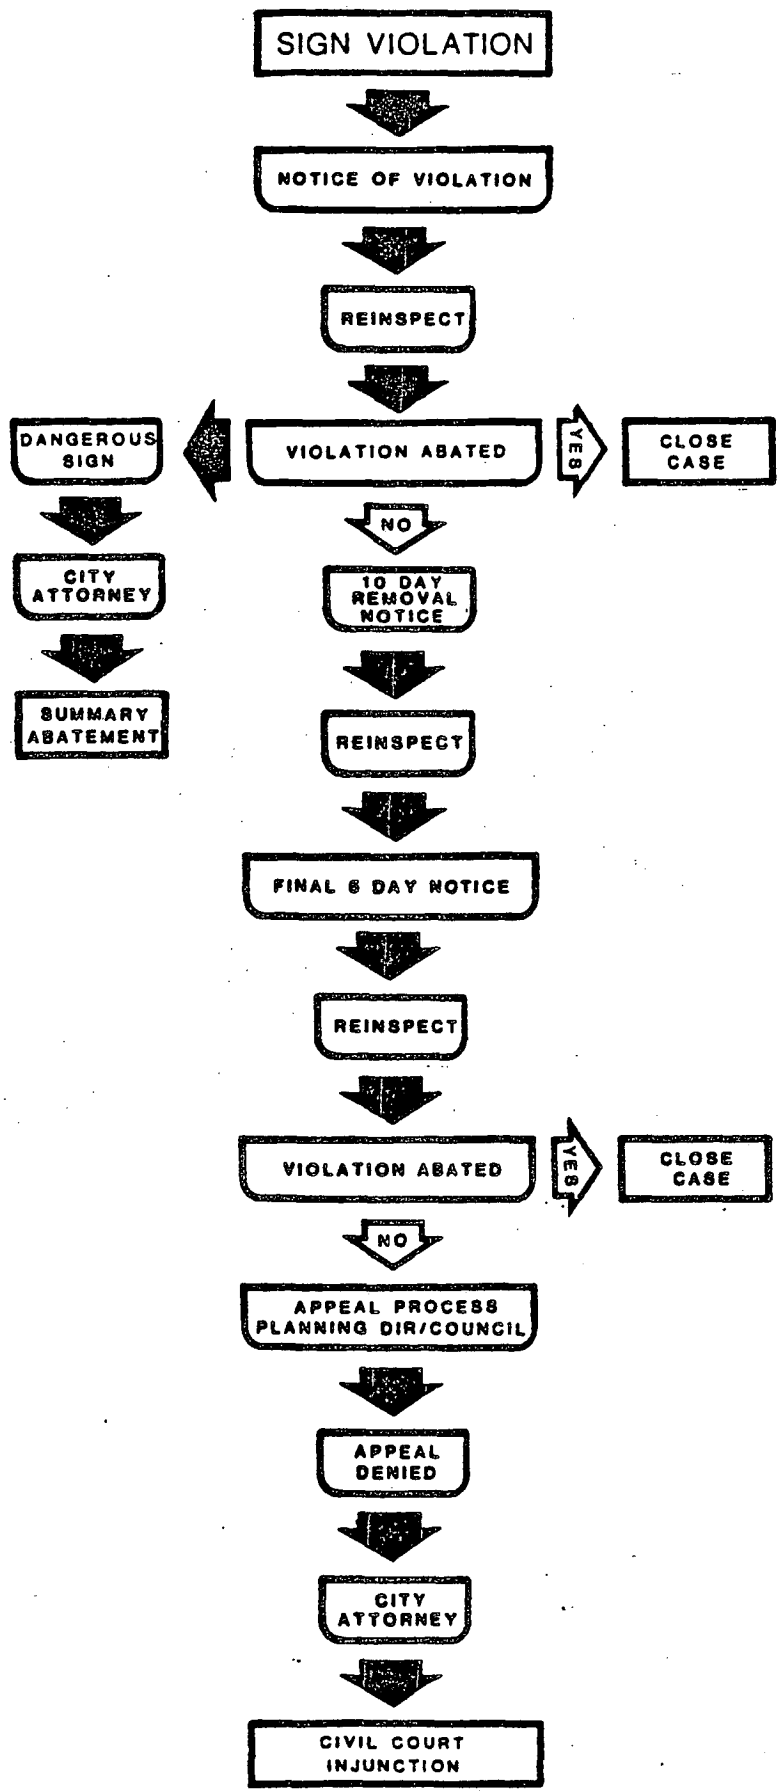 SIGN VIOLATION
NOTICE OF VIOLATION
REINSPECT
DANGEROUS
SIGN
VIOLATION ABATED
YES
CLOSE
CASE
NO
CITY
ATTORNEY
10 DAY
REMOVAL
NOTICE
SUMMARY
ABATEMENT
REINSPECT
FINAL 6 DAY NOTICE
REINSPECT
VIOLATION ABATED
YES
CLOSE
CASE
NO
APPEAL PROCESS
PLANNING DIR/COUNCIL
APPEAL
DENIED
CITY
ATTORNEY
CIVIL COURT
INJUNCTION